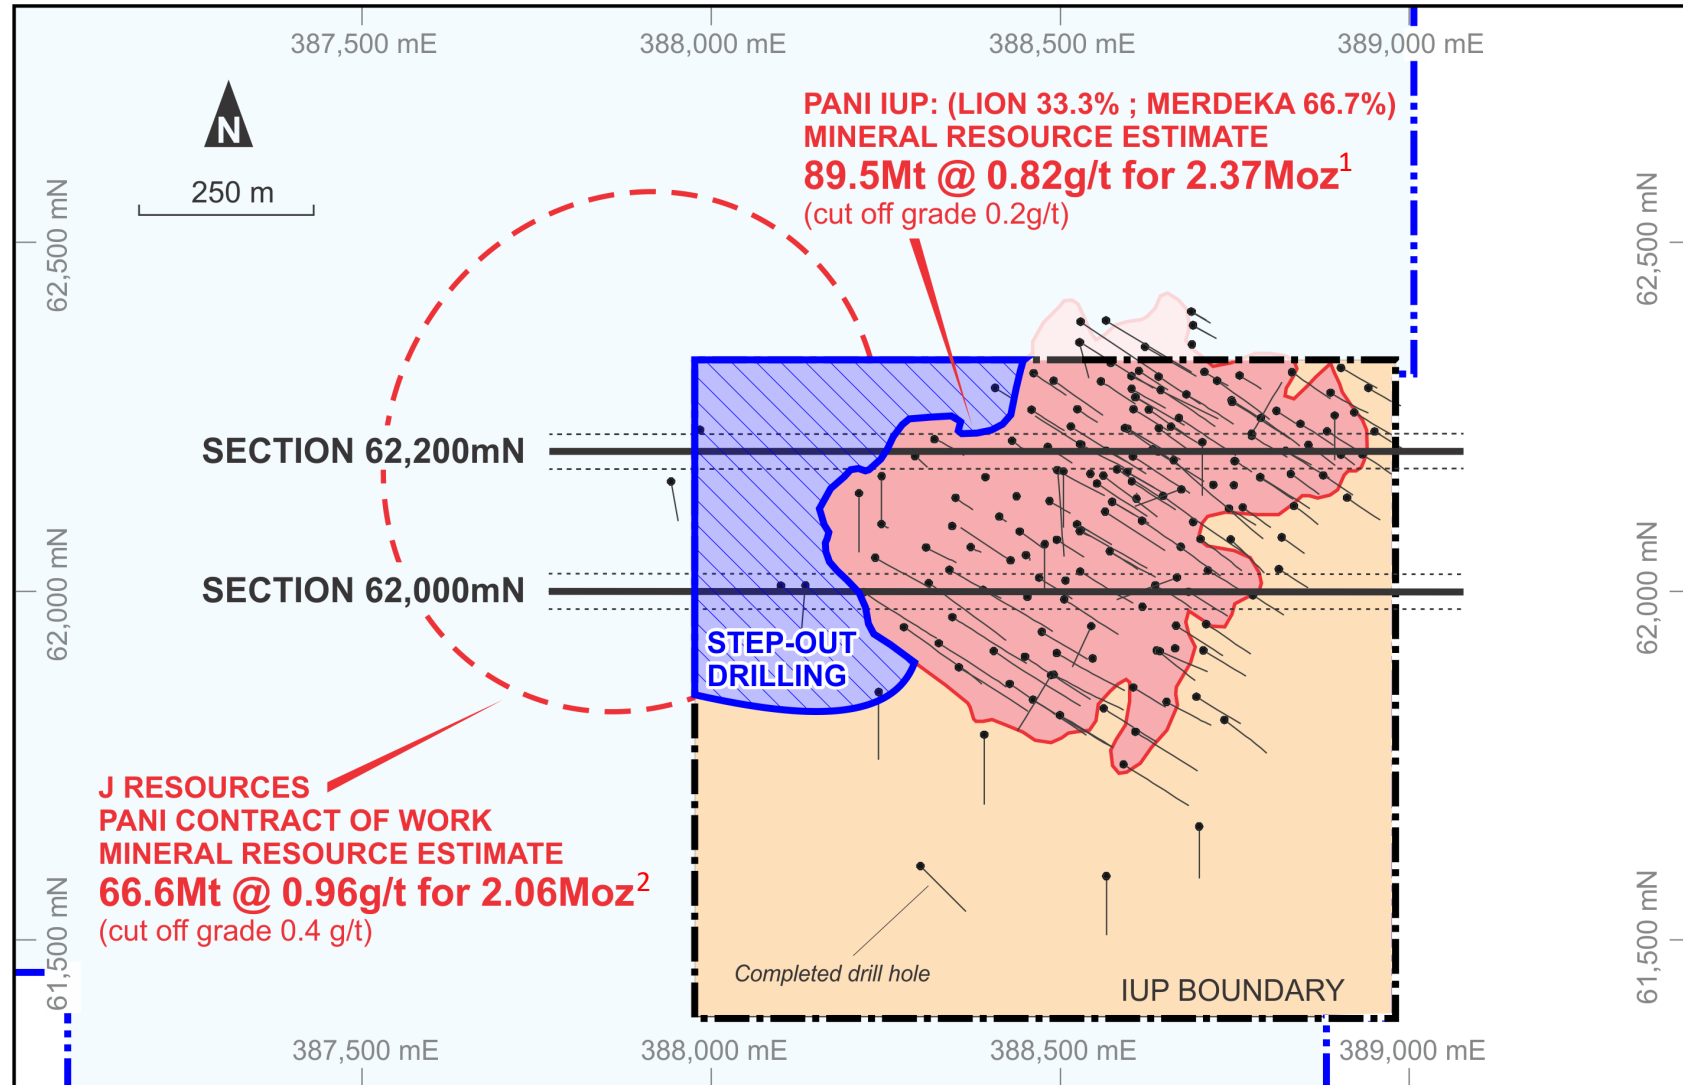 387,500 mE
388,000 mE
388,500 mE
389,000 mE
N
250 m
PANI IUP: (LION 33.3% ; MERDEKA 66.7%)
MINERAL RESOURCE ESTIMATE
89.5Mt @ 0.82g/t for 2.37Moz¹
(cut off grade 0.2g/t)
62,500 mN
62,500 mN
SECTION 62,200mN
SECTION 62,000mN
62,000 mN
62,000 mN
STEP-OUT
DRILLING
J RESOURCES
PANI CONTRACT OF WORK
MINERAL RESOURCE ESTIMATE
66.6Mt @ 0.96g/t for 2.06Moz²
(cut off grade 0.4 g/t)
61,500 mN
61,500 mN
Completed drill hole
IUP BOUNDARY
387,500 mE
388,000 mE
388,500 mE
389,000 mE